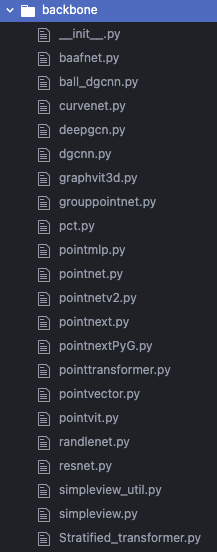 backbone
__init__.py
baafnet.py
ball_dgcnn.py
curvenet.py
deepgcn.py
dgcnn.py
graphvit3d.py
grouppointnet.py
pct.py
pointmlp.py
pointnet.py
pointnetv2.py
pointnext.py
pointnextPyG.py
pointtransformer.py
pointvector.py
pointvit.py
randlenet.py
resnet.py
simpleview_util.py
simpleview.py
Stratified_transformer.py